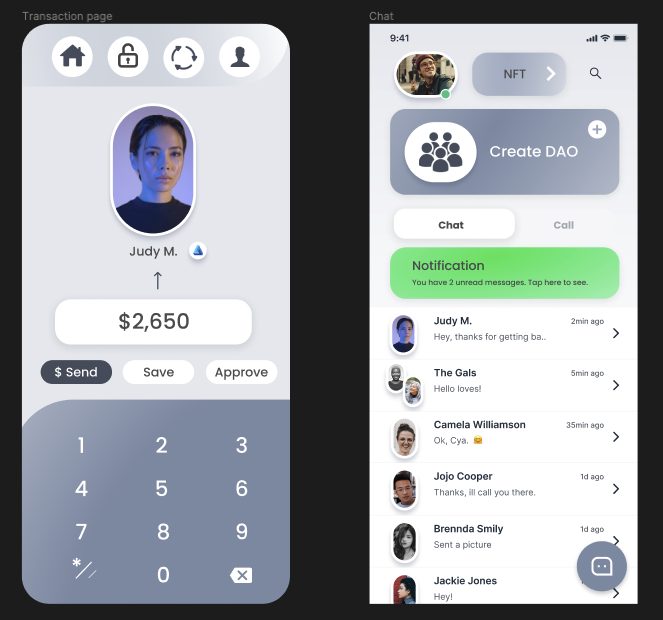 Transaction page
Judy M.
$2,650
$ Send
Save
Approve
1 2 3
4 5 6
7 8 9
* // 0
Chat
9:41
NFT
Create DAO
Chat
Call
Notification
You have 2 unread messages. Tap here to see.
Judy M.
2min ago
Hey, thanks for getting ba..
The Gals
5min ago
Hello loves!
Camela Williamson
35min ago
Ok, Cya. 🤗
Jojo Cooper
1d ago
Thanks, ill call you there.
Brennda Smily
1d ago
Sent a picture
Jackie Jones
Hey!